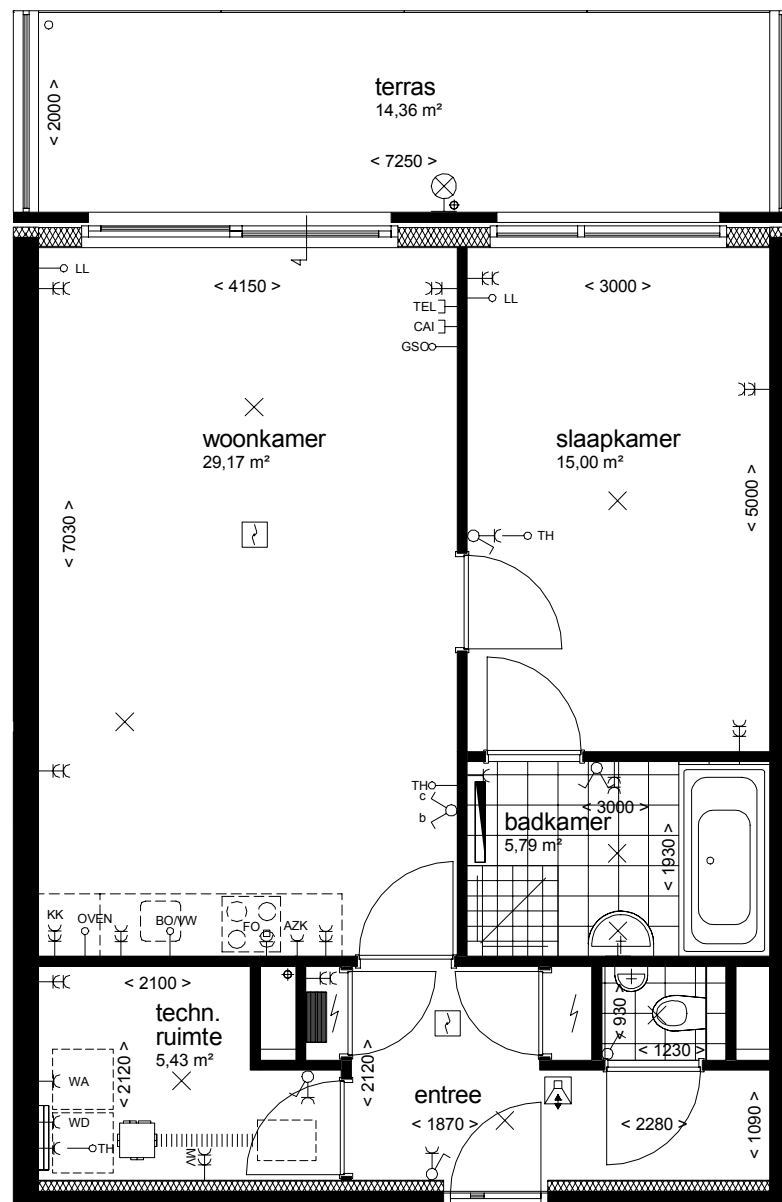 terras
14,36 m²
< 2000 >
< 7250 >
LL
< 4150 >
TEL
CAI
GSO
< 3000 >
LL
woonkamer
29,17 m²
slaapkamer
15,00 m²
< 7030 >
< 5000 >
TH
TH
c
b
< 3000 >
badkamer
5,79 m²
< 1930 >
KK
OVEN
BO/VW
FO
AZK
< 2100 >
techn.
ruimte
5,43 m²
< 2120 >
WA
WD
TH
MV
< 2120 >
entree
< 1870 >
< 930 >
< 1230 >
< 2280 >
< 1090 >